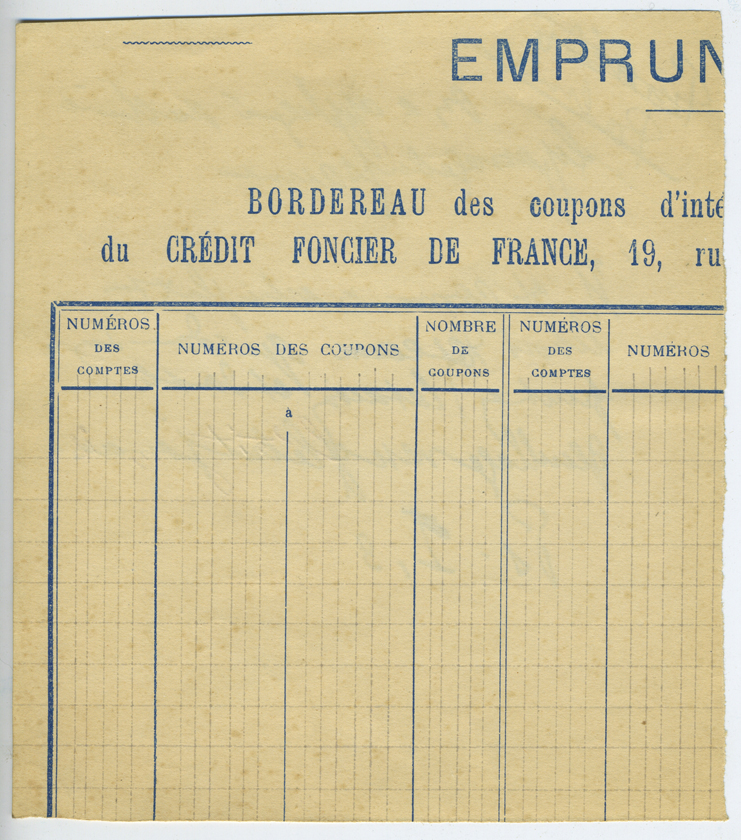 EMPRUN
BORDEREAU des coupons d'inté
du CRÉDIT FONCIER DE FRANCE, 19, ru
NUMÉROS
DES
COMPTES
NUMEROS DES COUPONS
à
NOMBRE
DE
COUPONS
NUMÉROS
DES
COMPTES
NUMÉROS